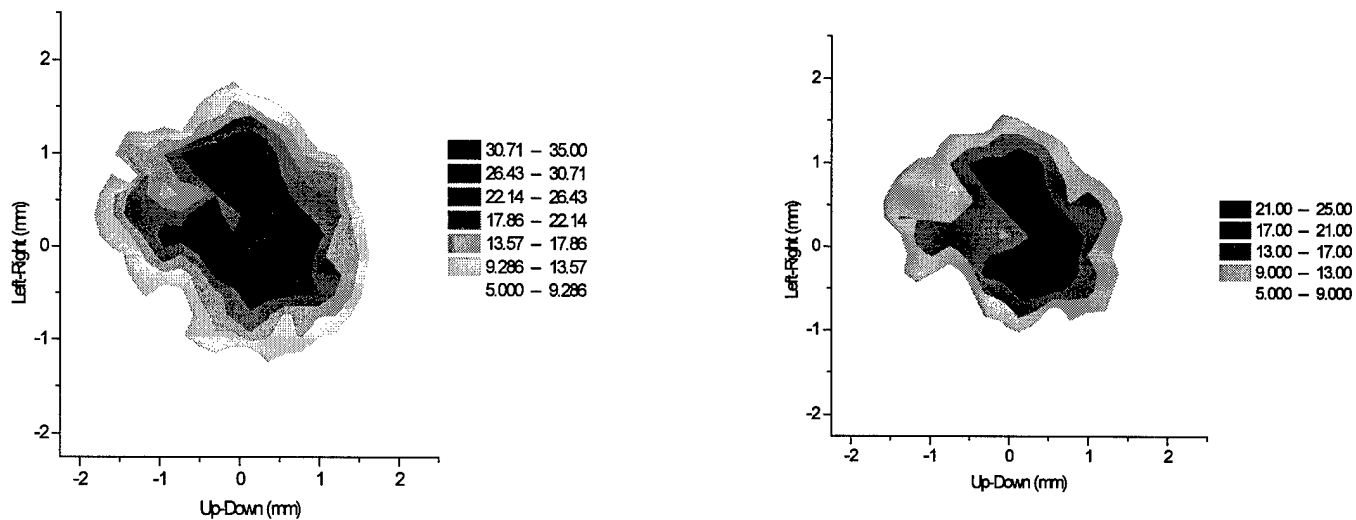 2
1
0
-1
-2
Left-Right (mm)
-2 -1 0 1 2
Up-Down (mm)
30.71 – 35.00
26.43 – 30.71
22.14 – 26.43
17.86 – 22.14
13.57 – 17.86
9.286 – 13.57
5.000 – 9.286
2
1
0
-1
-2
Left-Right (mm)
-2 -1 0 1 2
Up-Down (mm)
21.00 – 25.00
17.00 – 21.00
13.00 – 17.00
9.000 – 13.00
5.000 – 9.000